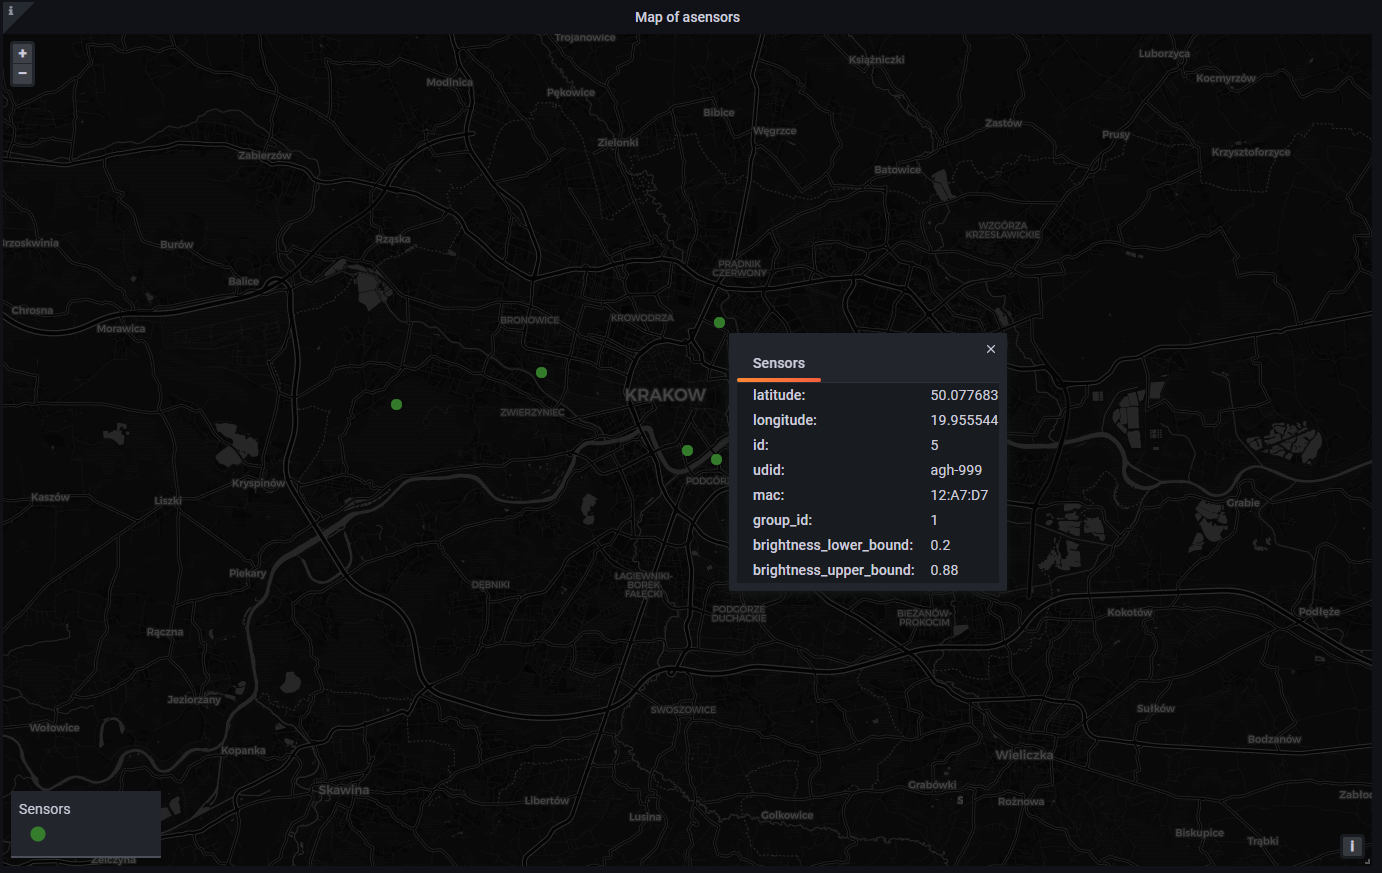 i
Map of asensors
+
−
Trojanowice
Książniczki
Luborzyca
Modlnica
Pękowice
Kocmyrzów
Bibice
Węgrzce
Zastów
Prusy
Zielonki
Zabierzów
Krzysztoforzyce
Batowice
WZGÓRZA
KRZESŁAWICKIE
Brzoskwinia
Burów
Rząska
PRĄDNIK
CZERWONY
Balice
Chrosna
Morawica
BRONOWICE
KROWODRZA
KRAKOW
ZWIERZYNIEC
Sensors
×
latitude: 50.077683
longitude: 19.955544
id: 5
udid: agh-999
mac: 12:A7:D7
group_id: 1
brightness_lower_bound: 0.2
brightness_upper_bound: 0.88
Kaszów
Liszki
Kryspinów
PODGÓRZ
Grabie
Piekary
DĘBNIKI
ŁAGIEWNIKI-
BOREK
FAŁĘCKI
PODGÓRZE
DUCHACKIE
BIEŻANÓW-
PROKOCIM
Kokotów
Podłęże
Rączna
Jeziorzany
SWOSZOWICE
Sułków
Wołowice
Kopanka
Bodzanów
Wieliczka
Skawina
Libertów
Grabówki
S
Rożnowa
Zabłoc
Lusina
Golkowice
Biskupice
Trąbki
Sensors
Zelczyna
i